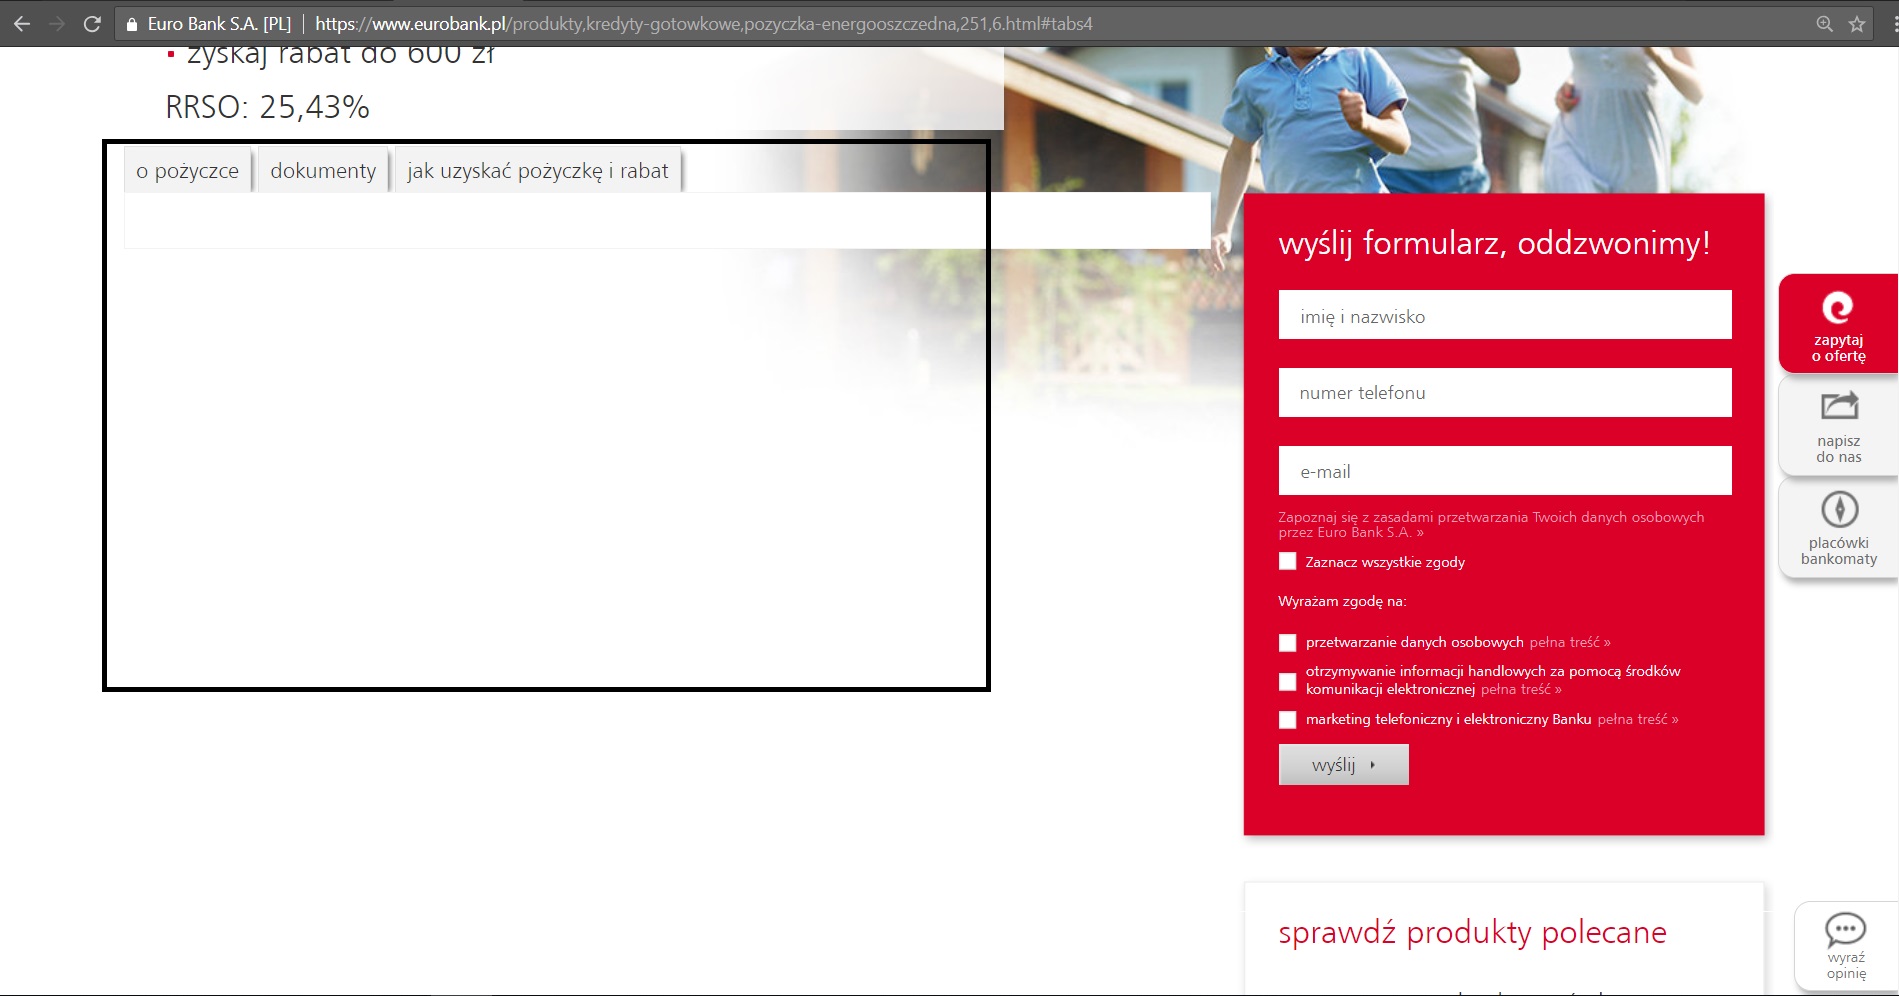 Euro Bank S.A. [PL] https://www.eurobank.pl/produkty,kredyty-gotowkowe,pozyczka-energooszczedna,251,6.html#tabs4
zyskaj rabat do 600 zł
RRSO: 25,43%
o pożyczce
dokumenty
jak uzyskać pożyczkę i rabat
wyślij formularz, oddzwonimy!
imię i nazwisko
numer telefonu
e-mail
Zapoznaj się z zasadami przetwarzania Twoich danych osobowych
przez Euro Bank S.A. »
Zaznacz wszystkie zgody
Wyrażam zgodę na:
przetwarzanie danych osobowych pełna treść »
otrzymywanie informacji handlowych za pomocą środków
komunikacji elektronicznej pełna treść »
marketing telefoniczny i elektroniczny Banku pełna treść »
wyślij
sprawdź produkty polecane
zapytaj
o ofertę
napisz
do nas
placówki
bankomaty
wyraź
opinię